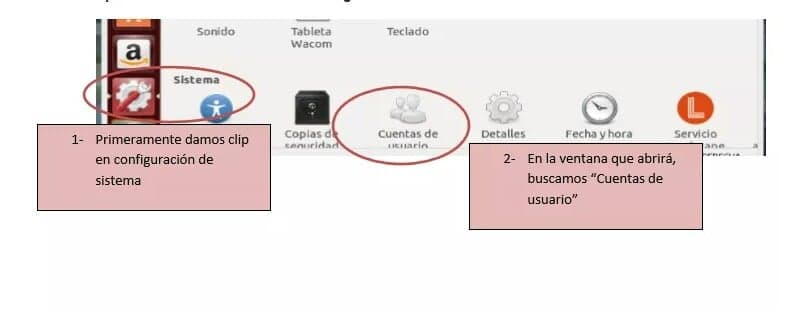 Sonido
Tableta
Wacom
Teclado
Sistema
Copias de
seguridad
Cuentas de
usuario
Detalles
Fecha y hora
Servicio
1- Primeramente damos clip
en configuración de
sistema
2- En la ventana que abrirá,
buscamos “Cuentas de
usuario”